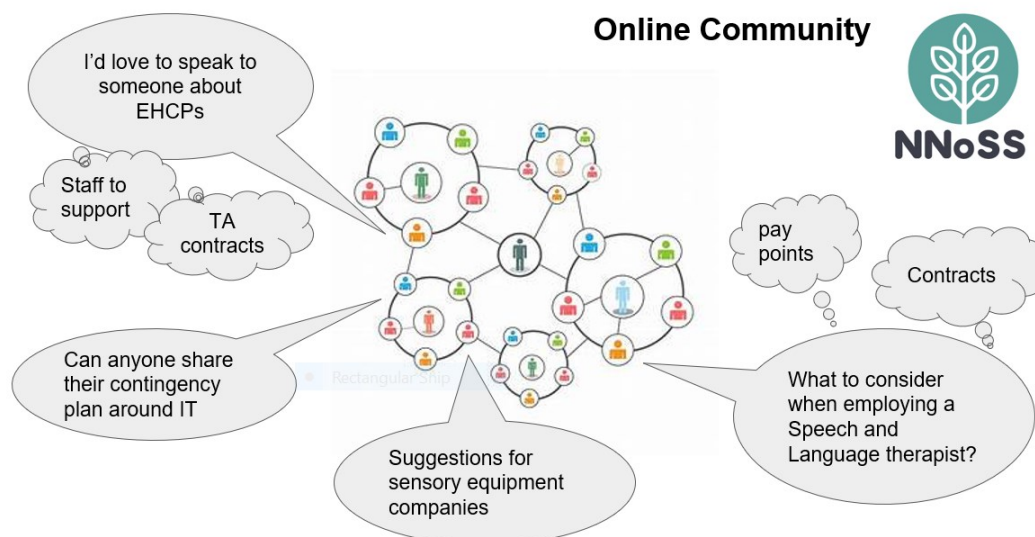 Online Community
NNoSS
I’d love to speak to
someone about
EHCPs
Staff to
support
TA
contracts
pay
points
Contracts
Can anyone share
their contingency
plan around IT
Rectangular Ship
Suggestions for
sensory equipment
companies
What to consider
when employing a
Speech and
Language therapist?